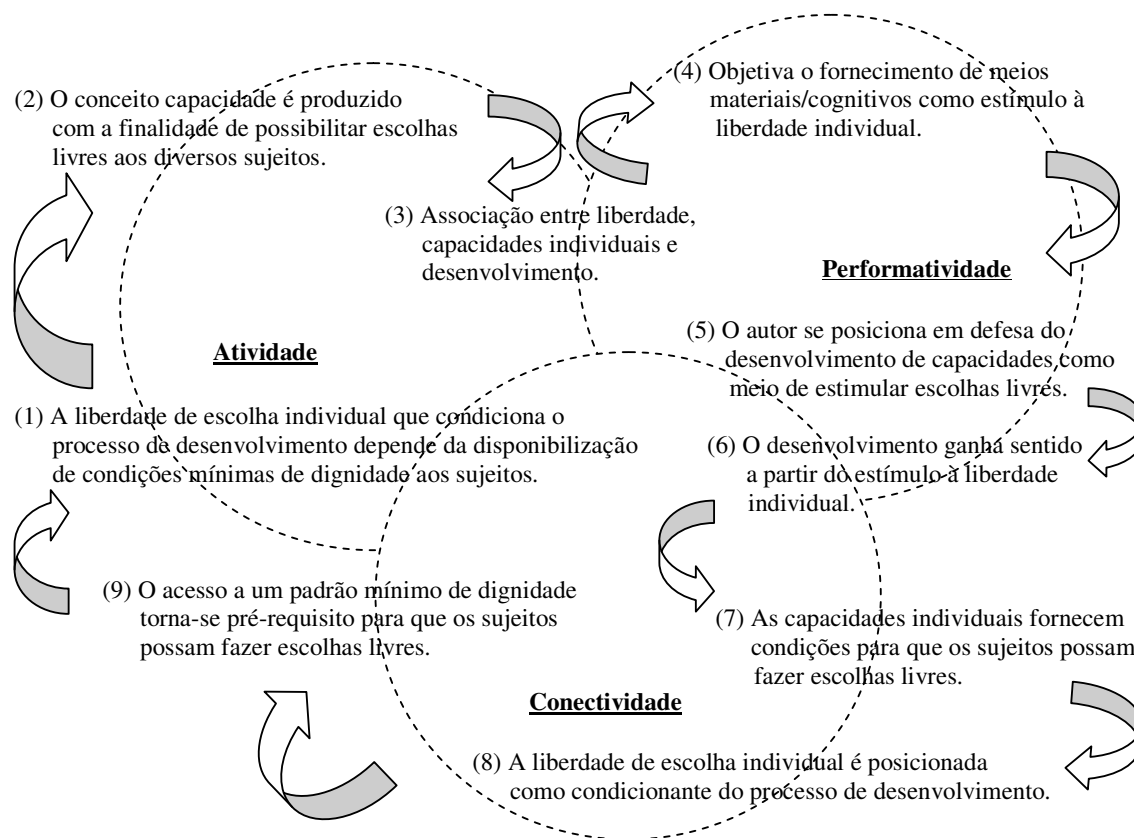 (2) O conceito capacidade é produzido
com a finalidade de possibilitar escolhas
livres aos diversos sujeitos.
(4) Objetiva o fornecimento de meios
materiais/cognitivos como estímulo à
liberdade individual.
(3) Associação entre liberdade,
capacidades individuais e
desenvolvimento.
Performatividade
Atividade
(5) O autor se posiciona em defesa do
desenvolvimento de capacidades como
meio de estimular escolhas livres.
(1) A liberdade de escolha individual que condiciona o
processo de desenvolvimento depende da disponibilização
de condições mínimas de dignidade aos sujeitos.
(6) O desenvolvimento ganha sentido
a partir do estímulo à liberdade
individual.
(9) O acesso a um padrão mínimo de dignidade
torna-se pré-requisito para que os sujeitos
possam fazer escolhas livres.
(7) As capacidades individuais fornecem
condições para que os sujeitos possam
fazer escolhas livres.
Conectividade
(8) A liberdade de escolha individual é posicionada
como condicionante do processo de desenvolvimento.